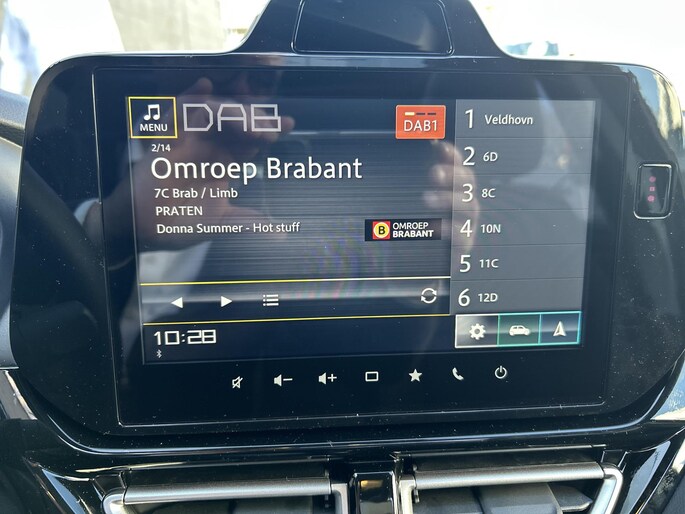 MENU
DAB
DAB1
2/14
Omroep Brabant
7C Brab / Limb
PRATEN
Donna Summer - Hot stuff
B OMROEP
BRABANT
10:28
1 Veldhovn
2 6D
3 8C
4 10N
5 11C
6 12D